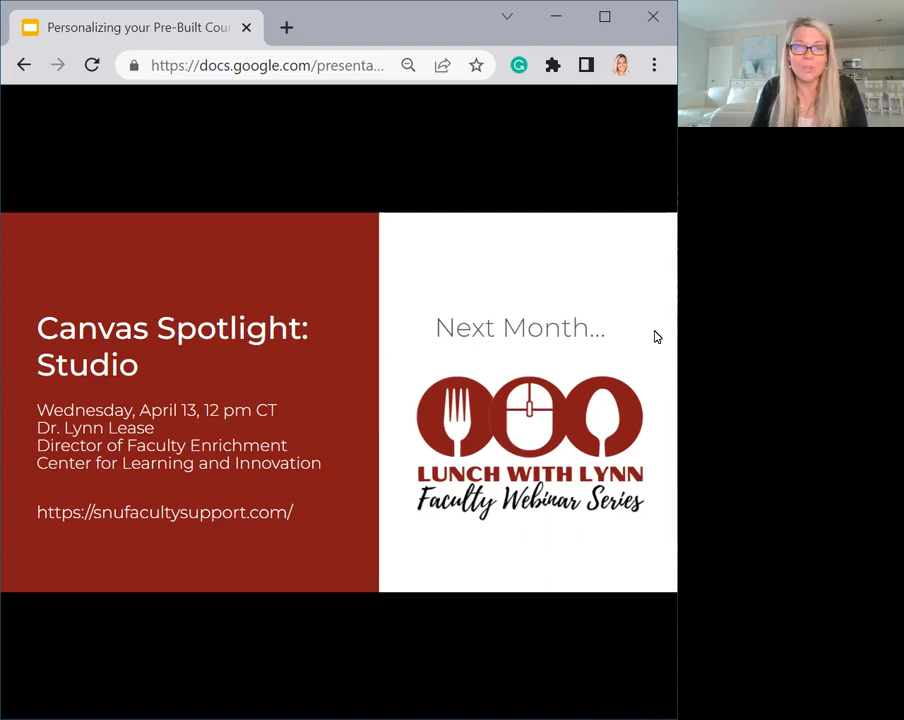 Personalizing your Pre-Built Cour
https://docs.google.com/presenta...
Canvas Spotlight:
Studio
Wednesday, April 13, 12 pm CT
Dr. Lynn Lease
Director of Faculty Enrichment
Center for Learning and Innovation
https://snufacultysupport.com/
Next Month...
LUNCH WITH LYNN
Faculty Webinar Series